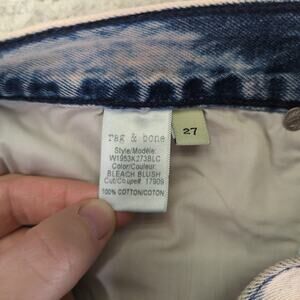 rag & bone
Style/Modèle:
W1953K273BLC
Color/Couleur:
BLEACH BLUSH
Cut/Coupe#: 17909
100% COTTON/COTON
27